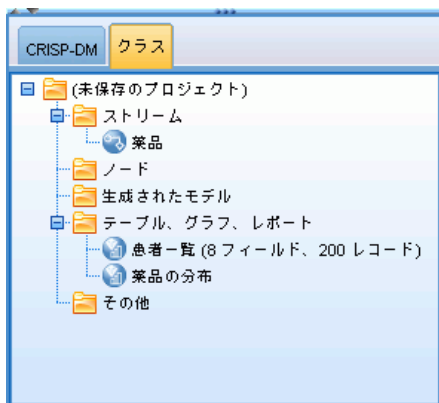 CRISP-DM クラス
(未保存のプロジェクト)
ストリーム
薬品
ノード
生成されたモデル
テーブル、グラフ、レポート
患者一覧 (8 フィールド、200 レコード)
薬品の分布
その他